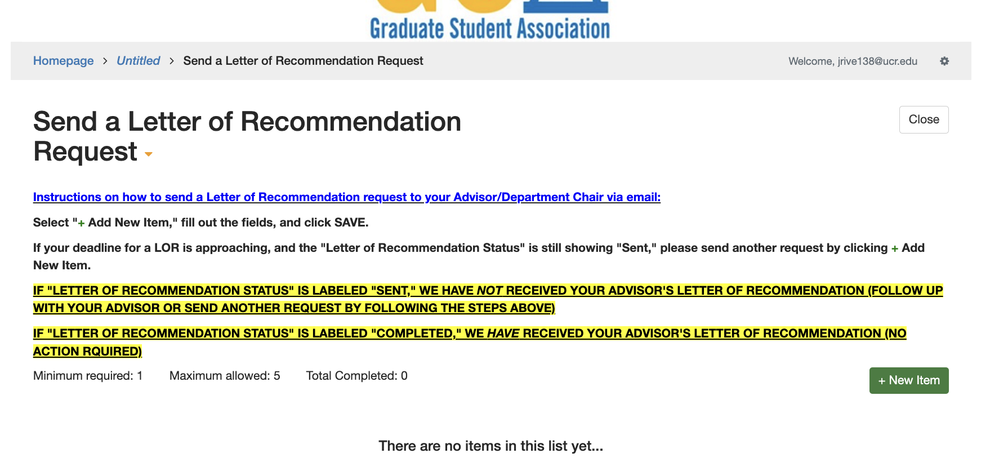 Graduate Student Association
Homepage > Untitled > Send a Letter of Recommendation Request
Welcome, jrive138@ucr.edu
Send a Letter of Recommendation
Request
Close
Instructions on how to send a Letter of Recommendation request to your Advisor/Department Chair via email:
Select "+ Add New Item," fill out the fields, and click SAVE.
If your deadline for a LOR is approaching, and the "Letter of Recommendation Status" is still showing "Sent," please send another request by clicking + Add
New Item.
IF "LETTER OF RECOMMENDATION STATUS" IS LABELED "SENT," WE HAVE NOT RECEIVED YOUR ADVISOR'S LETTER OF RECOMMENDATION (FOLLOW UP
WITH YOUR ADVISOR OR SEND ANOTHER REQUEST BY FOLLOWING THE STEPS ABOVE)
IF "LETTER OF RECOMMENDATION STATUS" IS LABELED "COMPLETED," WE HAVE RECEIVED YOUR ADVISOR'S LETTER OF RECOMMENDATION (NO
ACTION RQUIRED)
Minimum required: 1 Maximum allowed: 5 Total Completed: 0
+ New Item
There are no items in this list yet...